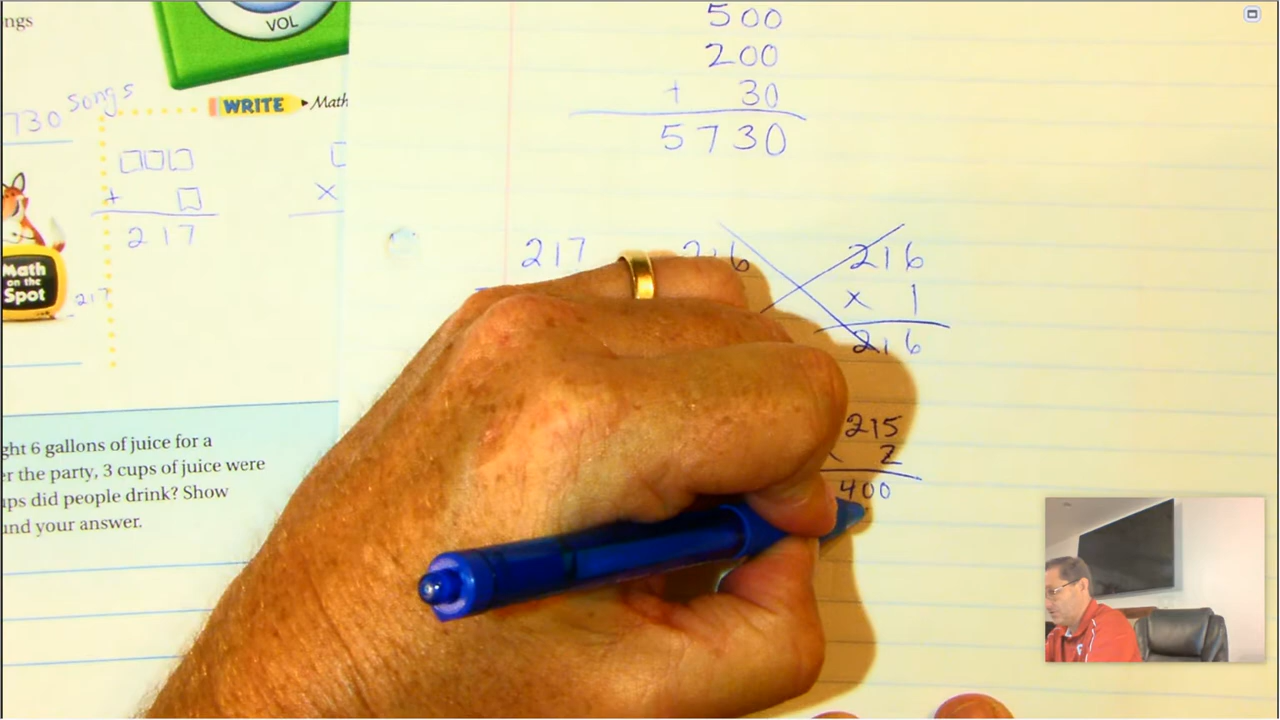 ngs
VOL
730 songs
WRITE ▸Math
+
217
×
Math
on the
Spot
217
ght 6 gallons of juice for a
er the party, 3 cups of juice were
ups did people drink? Show
und your answer.
500
200
+ 30
5730
217
216
216
× 1
216
215
2
400